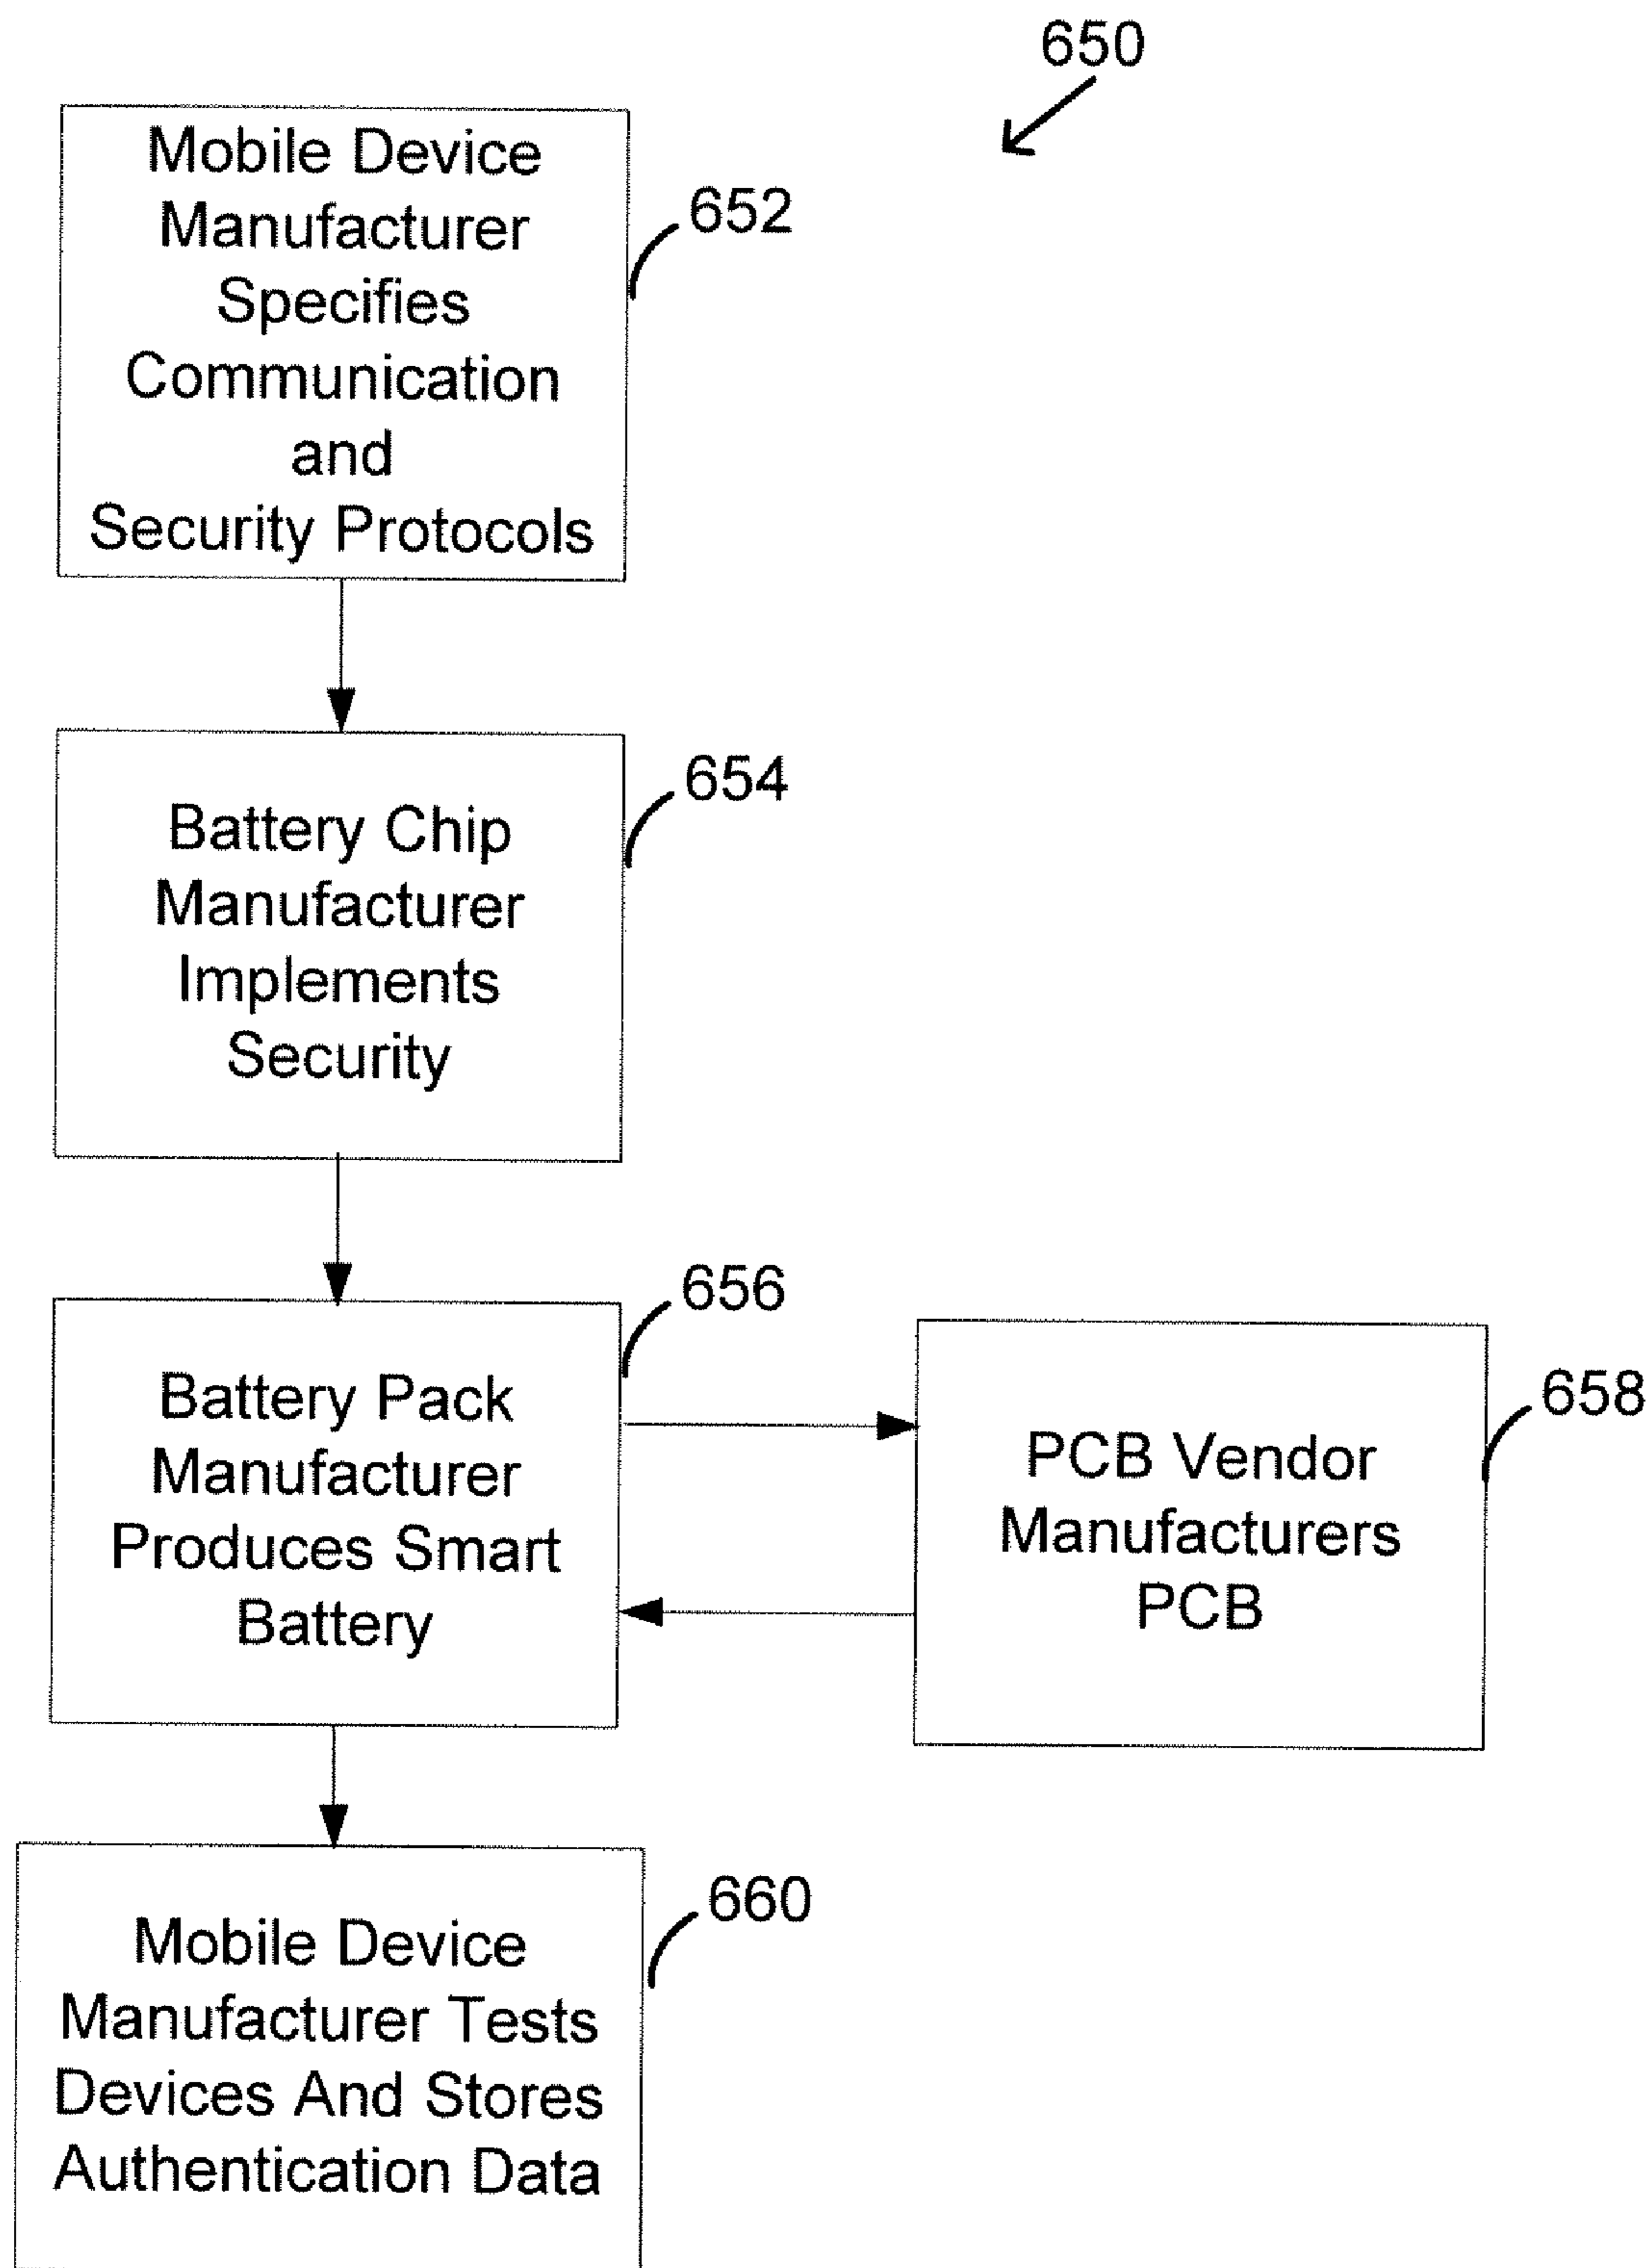 650
Mobile Device
Manufacturer
Specifies
Communication
and
Security Protocols
652
Battery Chip
Manufacturer
Implements
Security
654
Battery Pack
Manufacturer
Produces Smart
Battery
656
PCB Vendor
Manufacturers
PCB
658
Mobile Device
Manufacturer Tests
Devices And Stores
Authentication Data
660